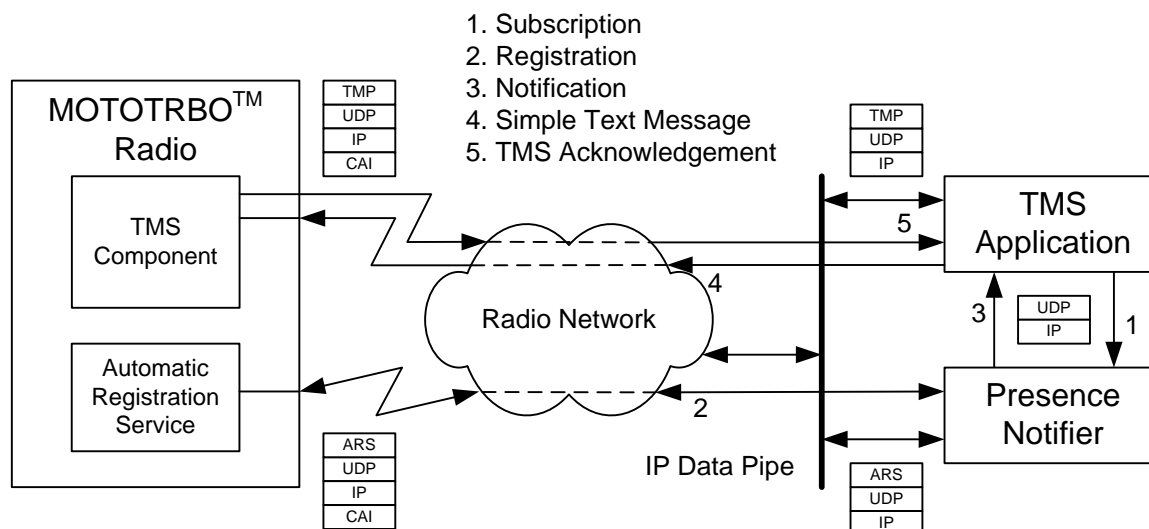 1. Subscription
2. Registration
3. Notification
4. Simple Text Message
5. TMS Acknowledgement
MOTOTRBO™
Radio
TMP
UDP
IP
CAI
TMP
UDP
IP
TMS
Component
TMS
Application
5
4
Radio Network
3
UDP
IP
1
Automatic
Registration
Service
2
Presence
Notifier
ARS
UDP
IP
CAI
IP Data Pipe
ARS
UDP
IP